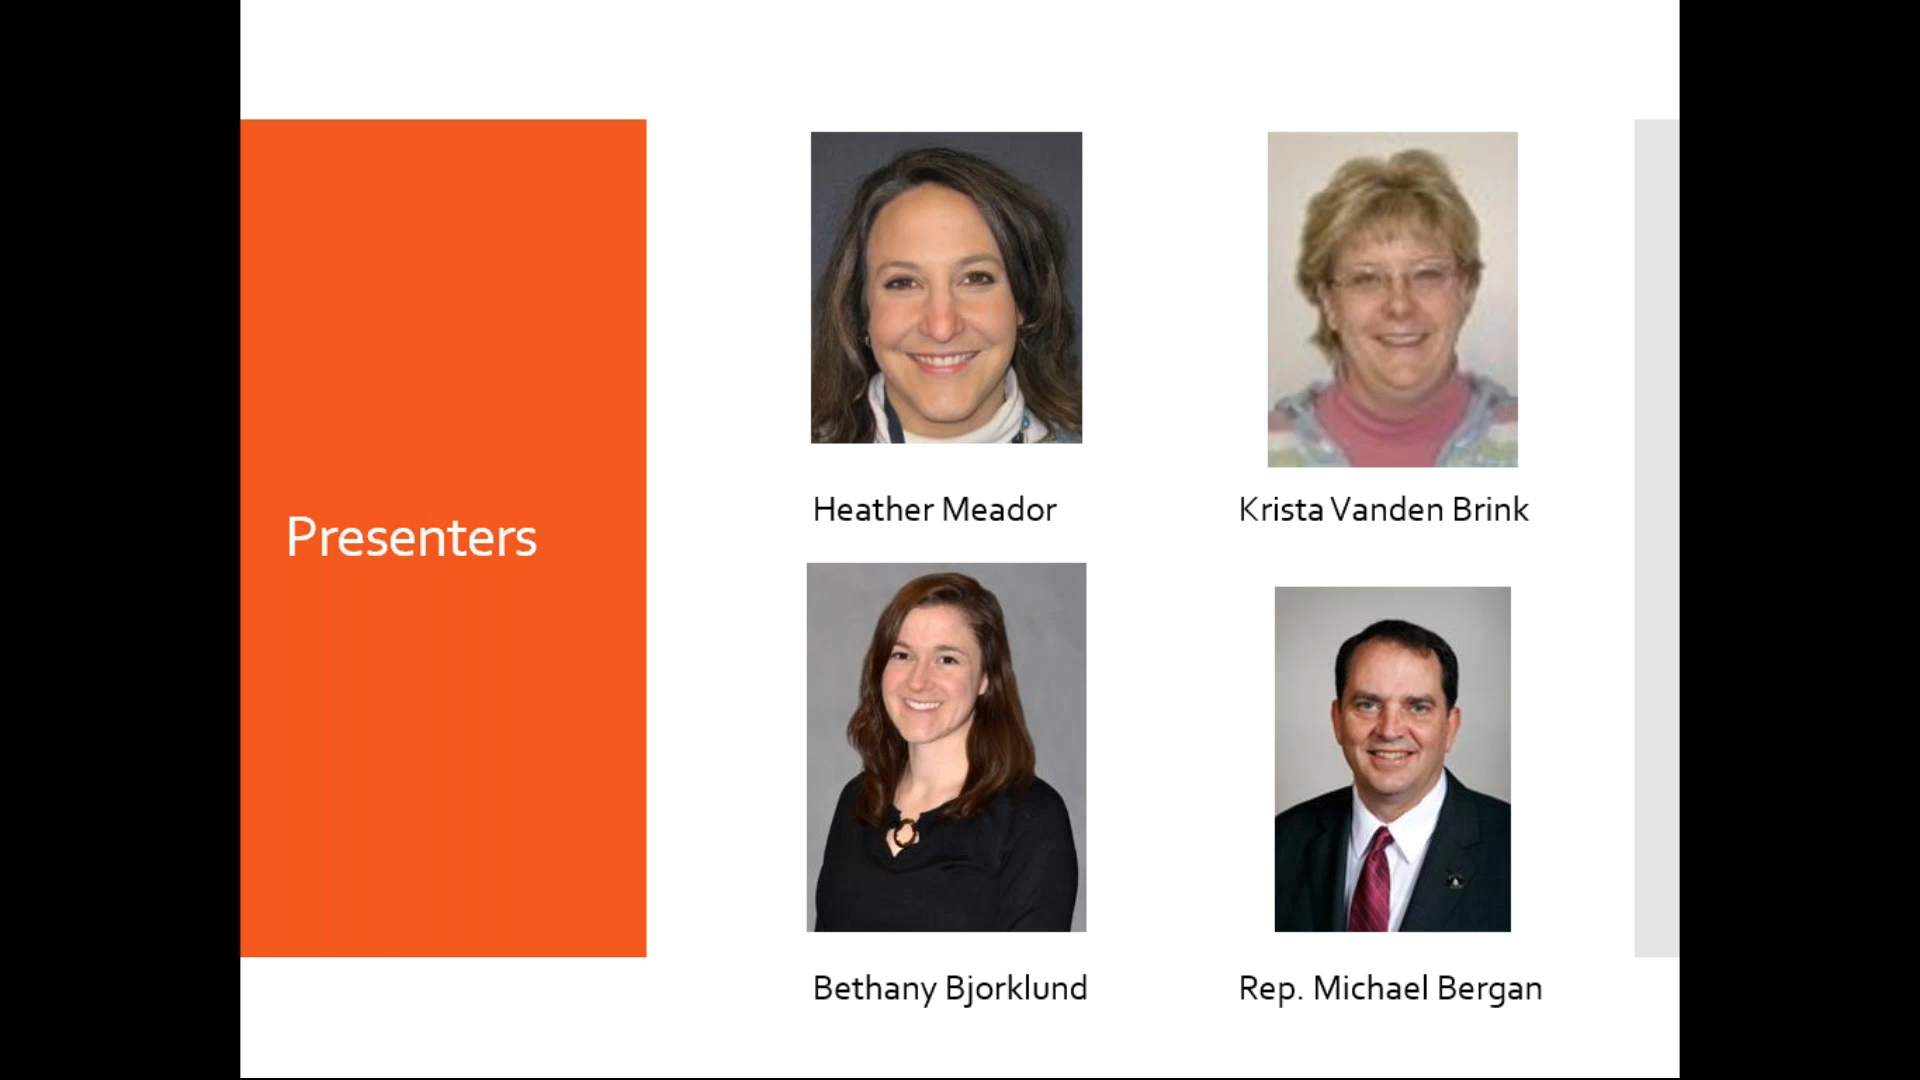 Presenters
Heather Meador
Krista Vanden Brink
Bethany Bjorklund
Rep. Michael Bergan